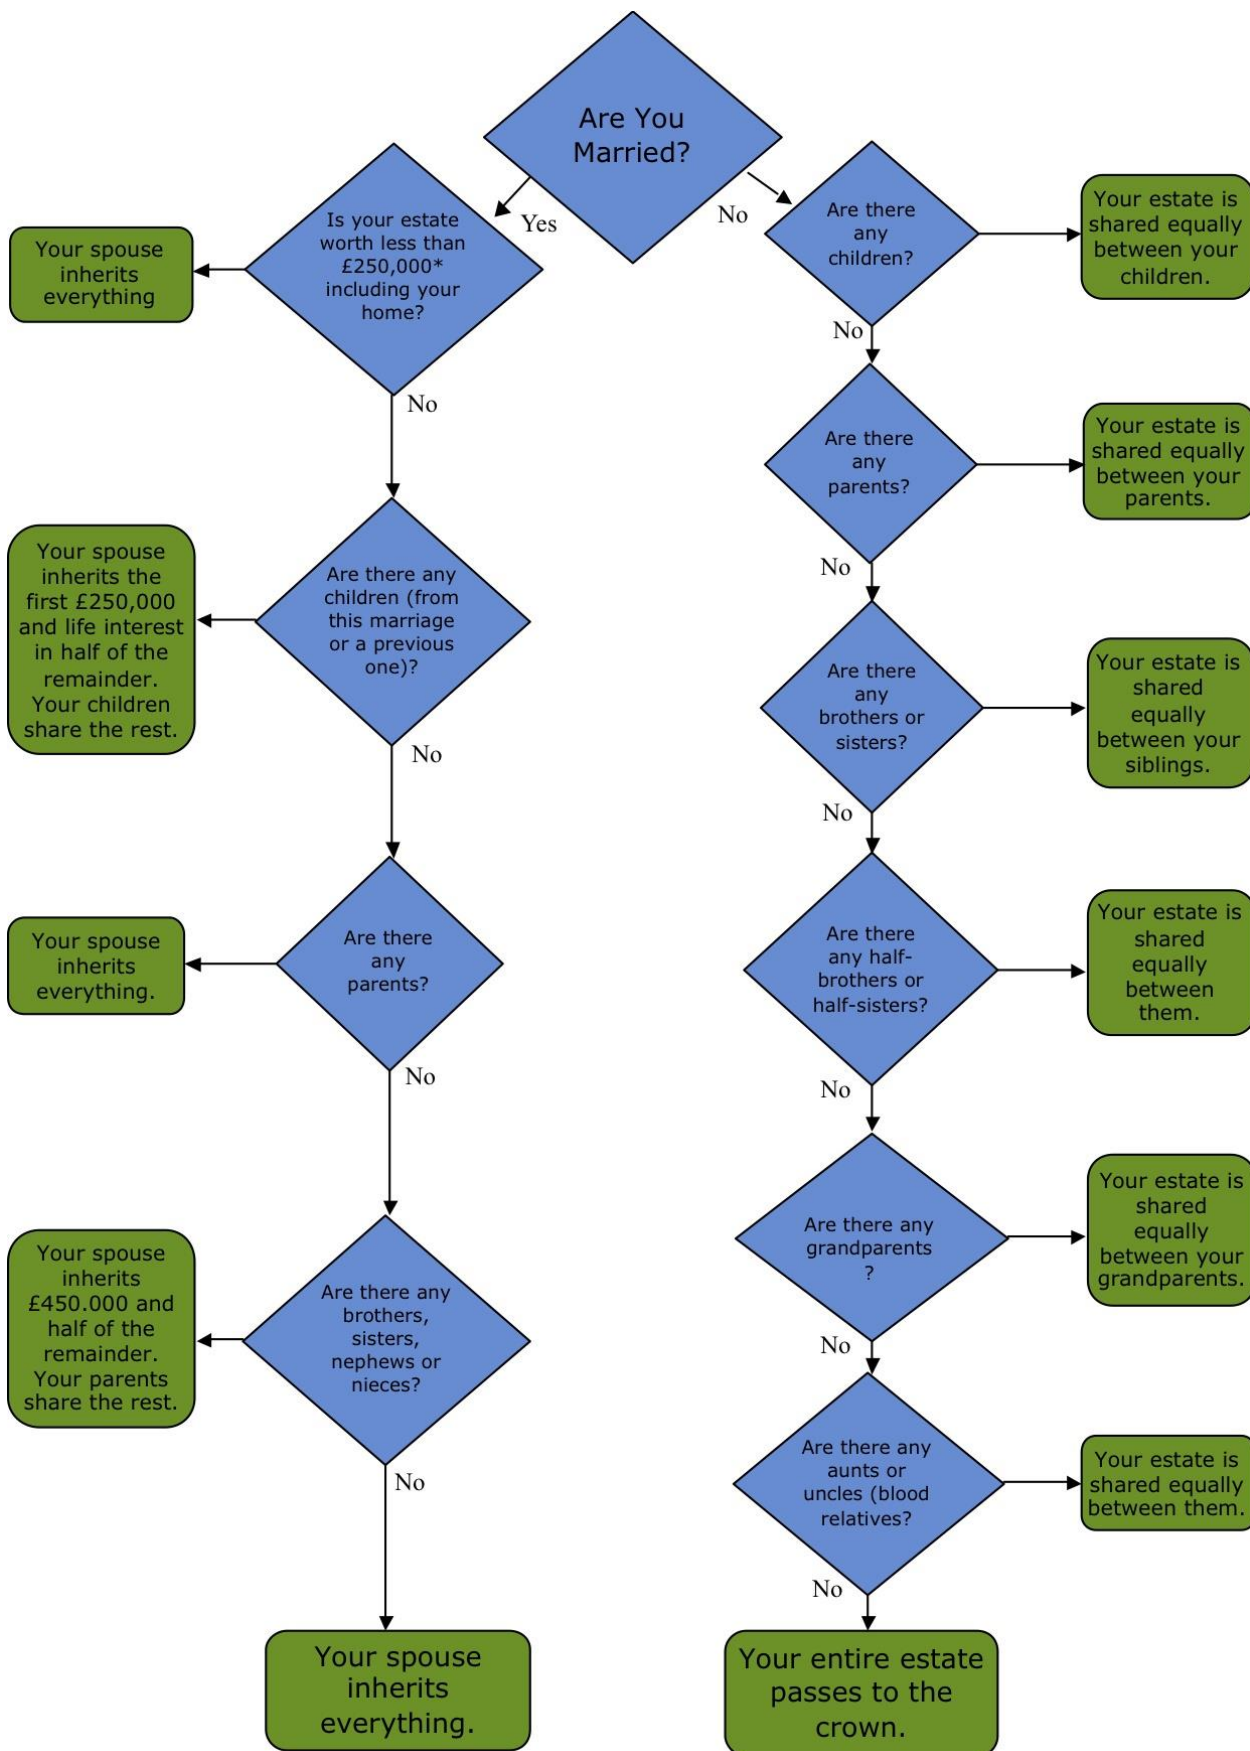 Are You
Married?
Yes
No
Is your estate
worth less than
£250,000*
including your
home?
Your spouse
inherits
everything
No
Are there any
children (from
this marriage
or a previous
one)?
Your spouse
inherits the
first £250,000
and life interest
in half of the
remainder.
Your children
share the rest.
No
Are there
any
parents?
Your spouse
inherits
everything.
No
Are there any
brothers,
sisters,
nephews or
nieces?
Your spouse
inherits
£450.000 and
half of the
remainder.
Your parents
share the rest.
No
Your spouse
inherits
everything.
Are there
any
children?
Your estate is
shared equally
between your
children.
No
Are there
any
parents?
Your estate is
shared equally
between your
parents.
No
Are there
any
brothers or
sisters?
Your estate is
shared
equally
between your
siblings.
No
Are there
any half-
brothers or
half-sisters?
Your estate is
shared
equally
between
them.
No
Are there any
grandparents
?
Your estate is
shared
equally
between your
grandparents.
No
Are there any
aunts or
uncles (blood
relatives?
Your estate is
shared equally
between them.
No
Your entire estate
passes to the
crown.